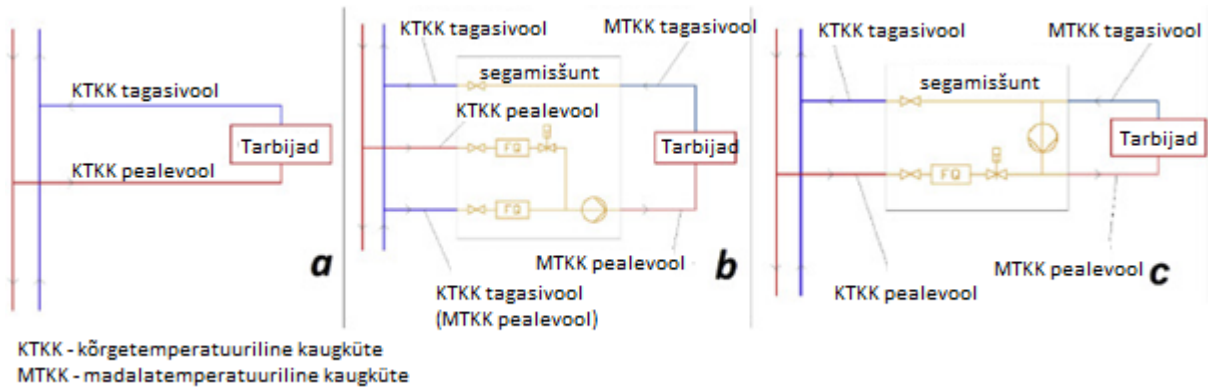 KTKK tagasivool
Tarbijad
KTKK pealevool
a
KTKK tagasivool
MTKK tagasivool
segamisšunt
KTKK pealevool
FQ
Tarbijad
FQ
MTKK pealevool
b
KTKK tagasivool
(MTKK pealevool)
KTKK tagasivool
MTKK tagasivool
segamisšunt
Tarbijad
FQ
MTKK pealevool
c
KTKK pealevool
KTKK - kõrgetemperatuuriline kaugküte
MTKK - madalatemperatuuriline kaugküte